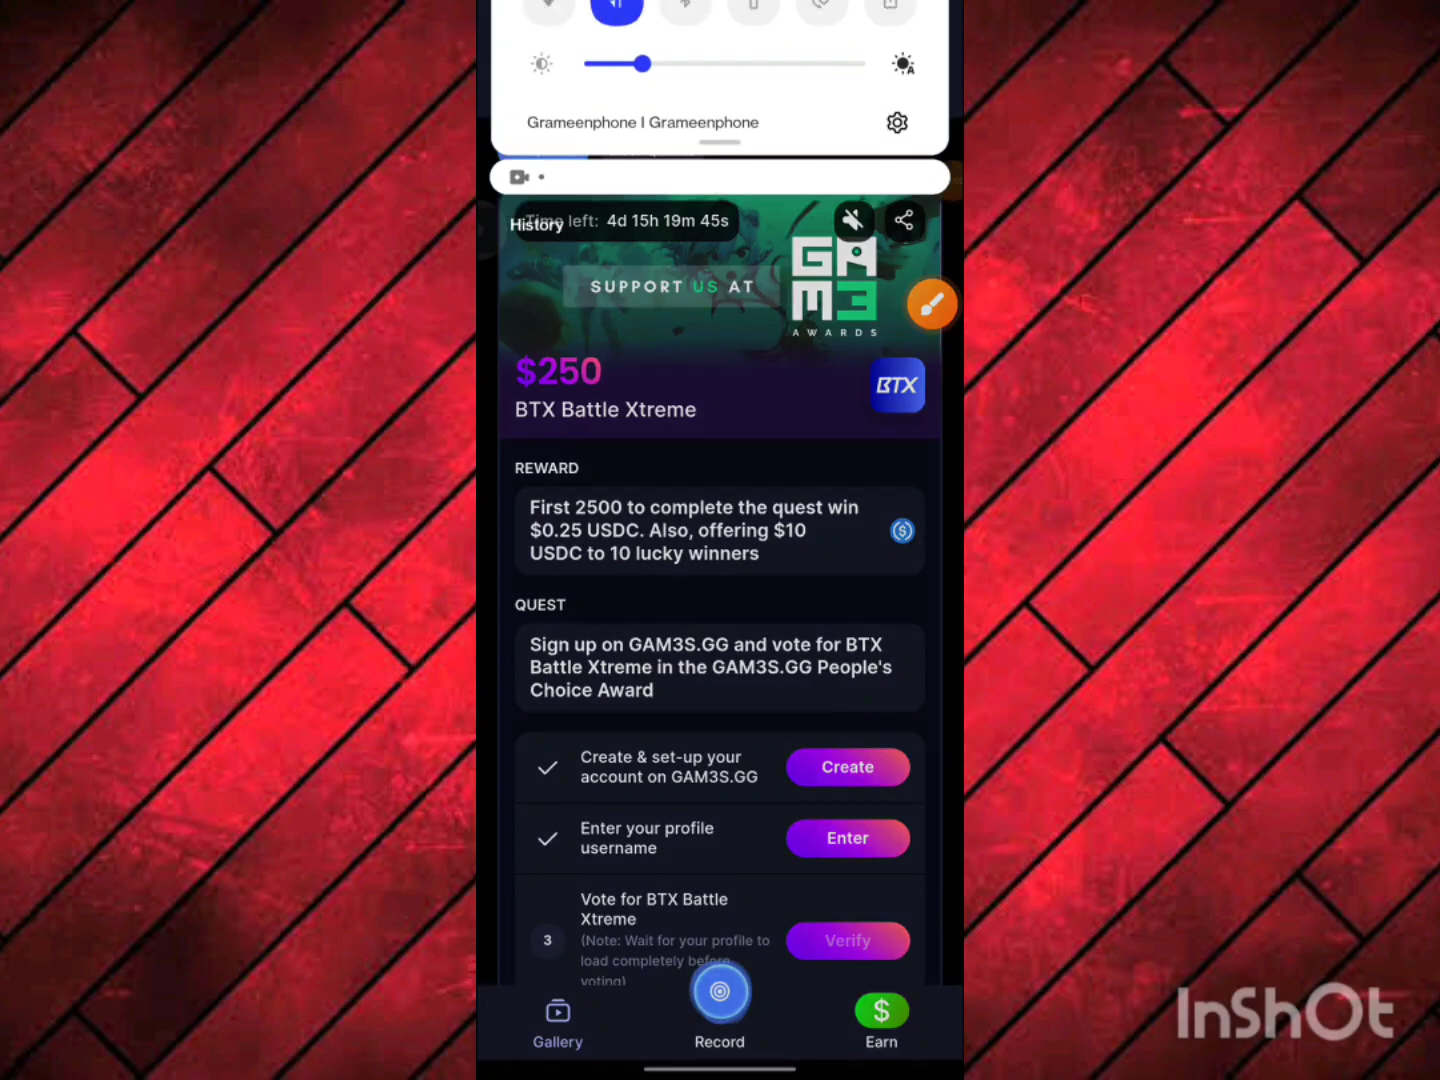 Grameenphone | Grameenphone
History
Time left: 4d 15h 19m 45s
SUPPORT US AT
GAM3
AWARDS
$250
BTX
BTX Battle Xtreme
REWARD
First 2500 to complete the quest win
$0.25 USDC. Also, offering $10
USDC to 10 lucky winners
QUEST
Sign up on GAM3S.GG and vote for BTX
Battle Xtreme in the GAM3S.GG People's
Choice Award
Create & set-up your
account on GAM3S.GG
Create
Enter your profile
username
Enter
3
Vote for BTX Battle
Xtreme
(Note: Wait for your profile to
load completely before
voting)
Verify
Gallery
Record
Earn
InShOt